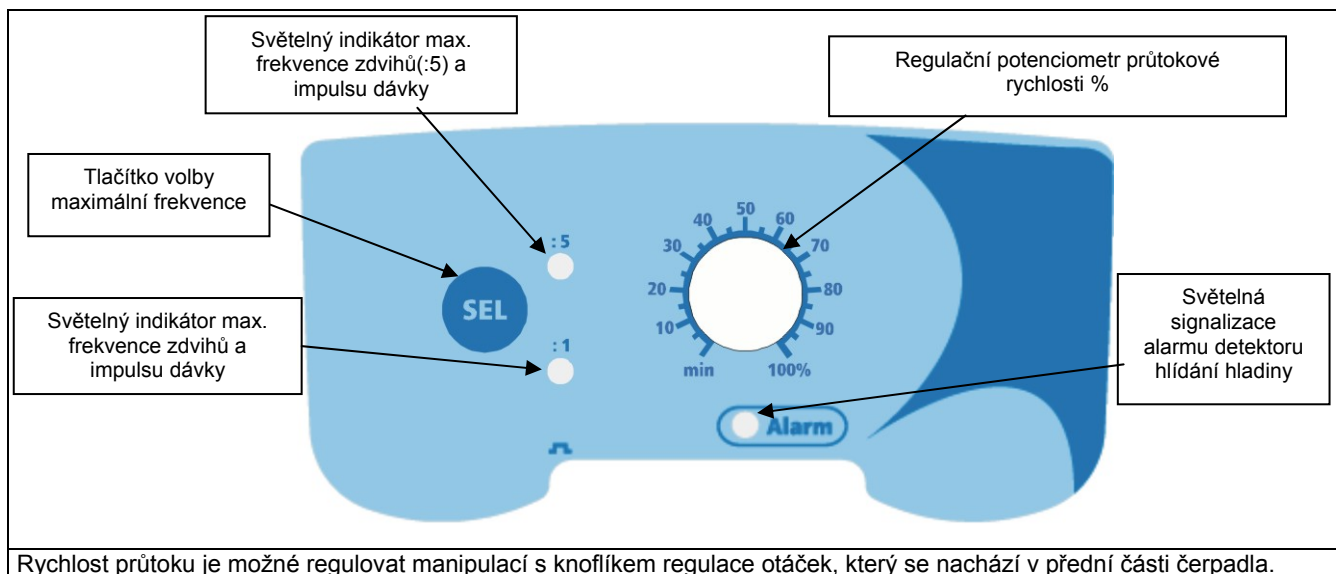 Světelný indikátor max.
frekvence zdvihů(:5) a
impulsu dávky
Regulační potenciometr průtokové
rychlosti %
Tlačítko volby
maximální frekvence
Světelný indikátor max.
frekvence zdvihů a
impulsu dávky
Světelná
signalizace
alarmu detektoru
hlídání hladiny
SEL
: 5
: 1
min
10
20
30
40
50
60
70
80
90
100%
Alarm
Rychlost průtoku je možné regulovat manipulací s knoflíkem regulace otáček, který se nachází v přední části čerpadla.